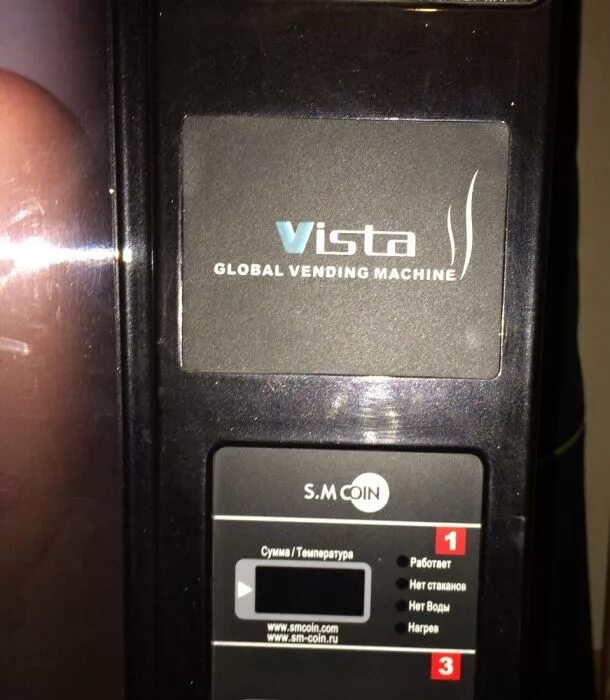 Vista
GLOBAL VENDING MACHINE
S.M COIN
1
Сумма / Температура
Работает
Нет стаканов
Нет Воды
Нагрев
www.smcoin.com
www.sm-coin.ru
3